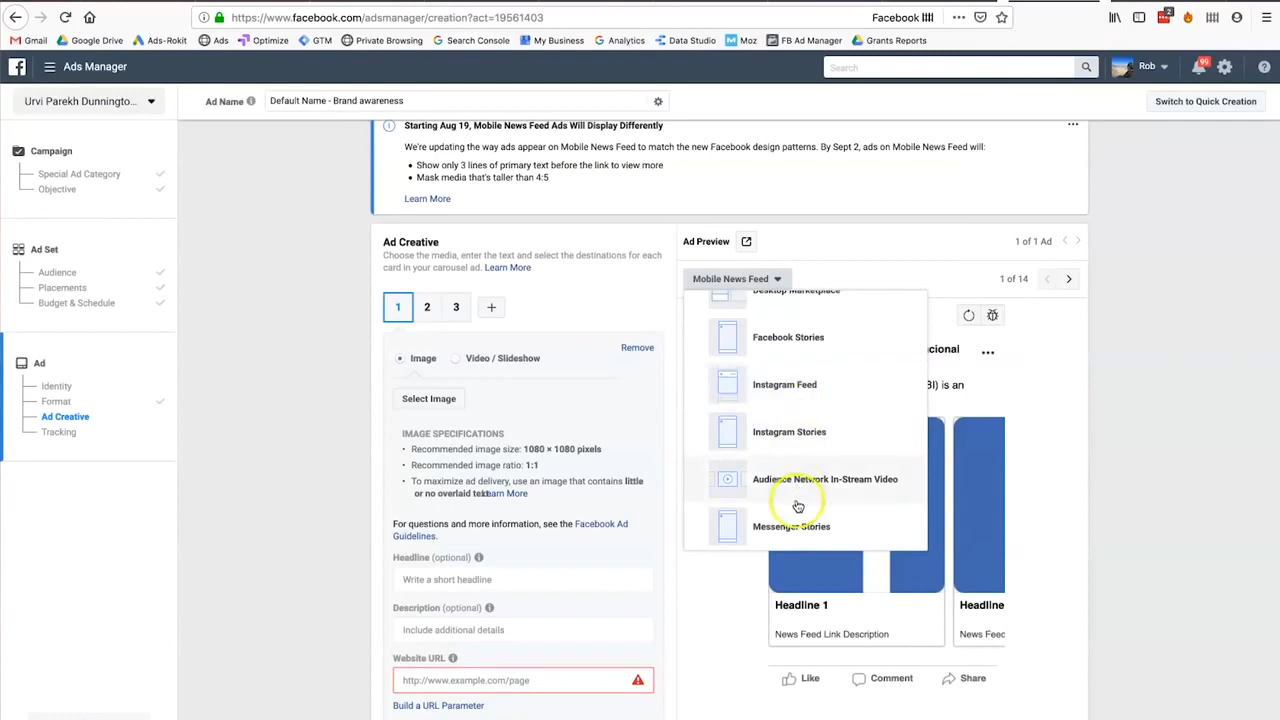 https://www.facebook.com/adsmanager/creation?act=19561403
Facebook
2
Gmail
Google Drive
Ads-Rokit
Ads
Optimize
GTM
Private Browsing
Search Console
My Business
Analytics
Data Studio
Moz
FB Ad Manager
Grants Reports
Ads Manager
Search
Rob
99
Urvi Parekh Dunningto...
Ad Name
Default Name - Brand awareness
Switch to Quick Creation
Starting Aug 19, Mobile News Feed Ads Will Display Differently
We're updating the way ads appear on Mobile News Feed to match the new Facebook design patterns. By Sept 2, ads on Mobile News Feed will:
• Show only 3 lines of primary text before the link to view more
• Mask media that's taller than 4:5
Learn More
Campaign
Special Ad Category
Objective
Ad Set
Audience
Placements
Budget & Schedule
Ad
Identity
Format
Ad Creative
Tracking
Ad Creative
Choose the media, enter the text and select the destinations for each
card in your carousel ad. Learn More
1 2 3 +
Remove
Image
Video / Slideshow
Select Image
IMAGE SPECIFICATIONS
• Recommended image size: 1080 × 1080 pixels
• Recommended image ratio: 1:1
• To maximize ad delivery, use an image that contains little
or no overlaid text. Learn More
For questions and more information, see the Facebook Ad
Guidelines.
Headline (optional)
Write a short headline
Description (optional)
Include additional details
Website URL
http://www.example.com/page
Build a URL Parameter
Ad Preview
1 of 1 Ad
Mobile News Feed
1 of 14
Desktop Marketplace
Facebook Stories
Instagram Feed
Instagram Stories
Audience Network In-Stream Video
Messenger Stories
cional
BI) is an
Headline 1
News Feed Link Description
Headline
News Feed
Like
Comment
Share